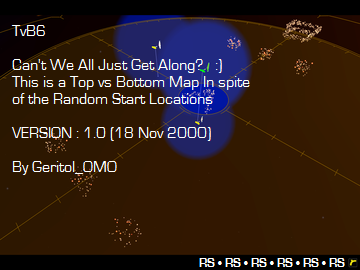 TvB6
Can't We All Just Get Along? :)
This is a Top vs Bottom Map In spite
of the Random Start Locations
VERSION : 1.0 (18 Nov 2000)
By Geritol_OMO
RS • RS • RS • RS • RS • RS r